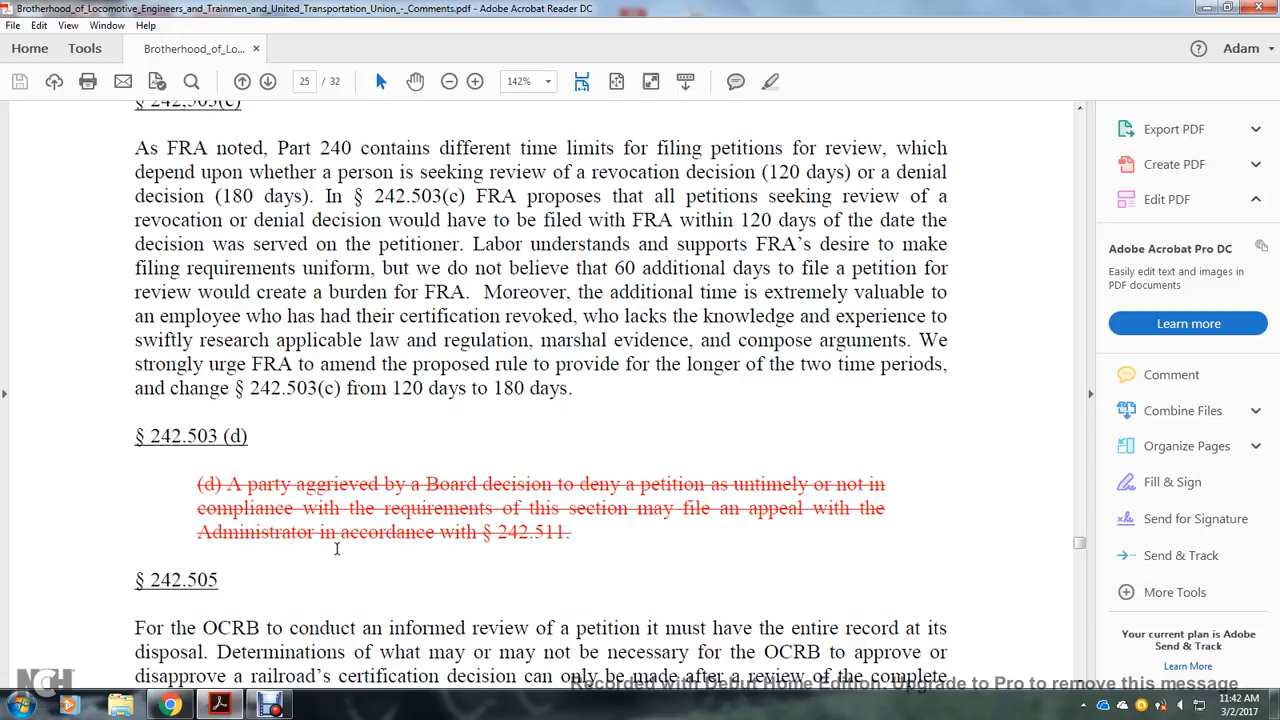 Brotherhood_of_Locomotive_Engineers_and_Trainmen_and_United_Transportation_Union_-_Comments.pdf - Adobe Acrobat Reader DC
File Edit View Window Help
Home Tools Brotherhood_of_Lo... × Adam
25 / 32 142%
§ 242.503(c)
As FRA noted, Part 240 contains different time limits for filing petitions for review, which
depend upon whether a person is seeking review of a revocation decision (120 days) or a denial
decision (180 days). In § 242.503(c) FRA proposes that all petitions seeking review of a
revocation or denial decision would have to be filed with FRA within 120 days of the date the
decision was served on the petitioner. Labor understands and supports FRA's desire to make
filing requirements uniform, but we do not believe that 60 additional days to file a petition for
review would create a burden for FRA. Moreover, the additional time is extremely valuable to
an employee who has had their certification revoked, who lacks the knowledge and experience to
swiftly research applicable law and regulation, marshal evidence, and compose arguments. We
strongly urge FRA to amend the proposed rule to provide for the longer of the two time periods,
and change § 242.503(c) from 120 days to 180 days.
§ 242.503 (d)
(d) A party aggrieved by a Board decision to deny a petition as untimely or not in
compliance with the requirements of this section may file an appeal with the
Administrator in accordance with § 242.511.
§ 242.505
For the OCRB to conduct an informed review of a petition it must have the entire record at its
disposal. Determinations of what may or may not be necessary for the OCRB to approve or
disapprove a railroad's certification decision can only be made after a review of the complete
Export PDF
Create PDF
Edit PDF
Adobe Acrobat Pro DC
Easily edit text and images in
PDF documents
Learn more
Comment
Combine Files
Organize Pages
Fill & Sign
Send for Signature
Send & Track
More Tools
Your current plan is Adobe
Send & Track
Learn More
NCH
Recorded with Debut Home Edition. Upgrade to Pro to remove this message
11:42 AM
3/2/2017